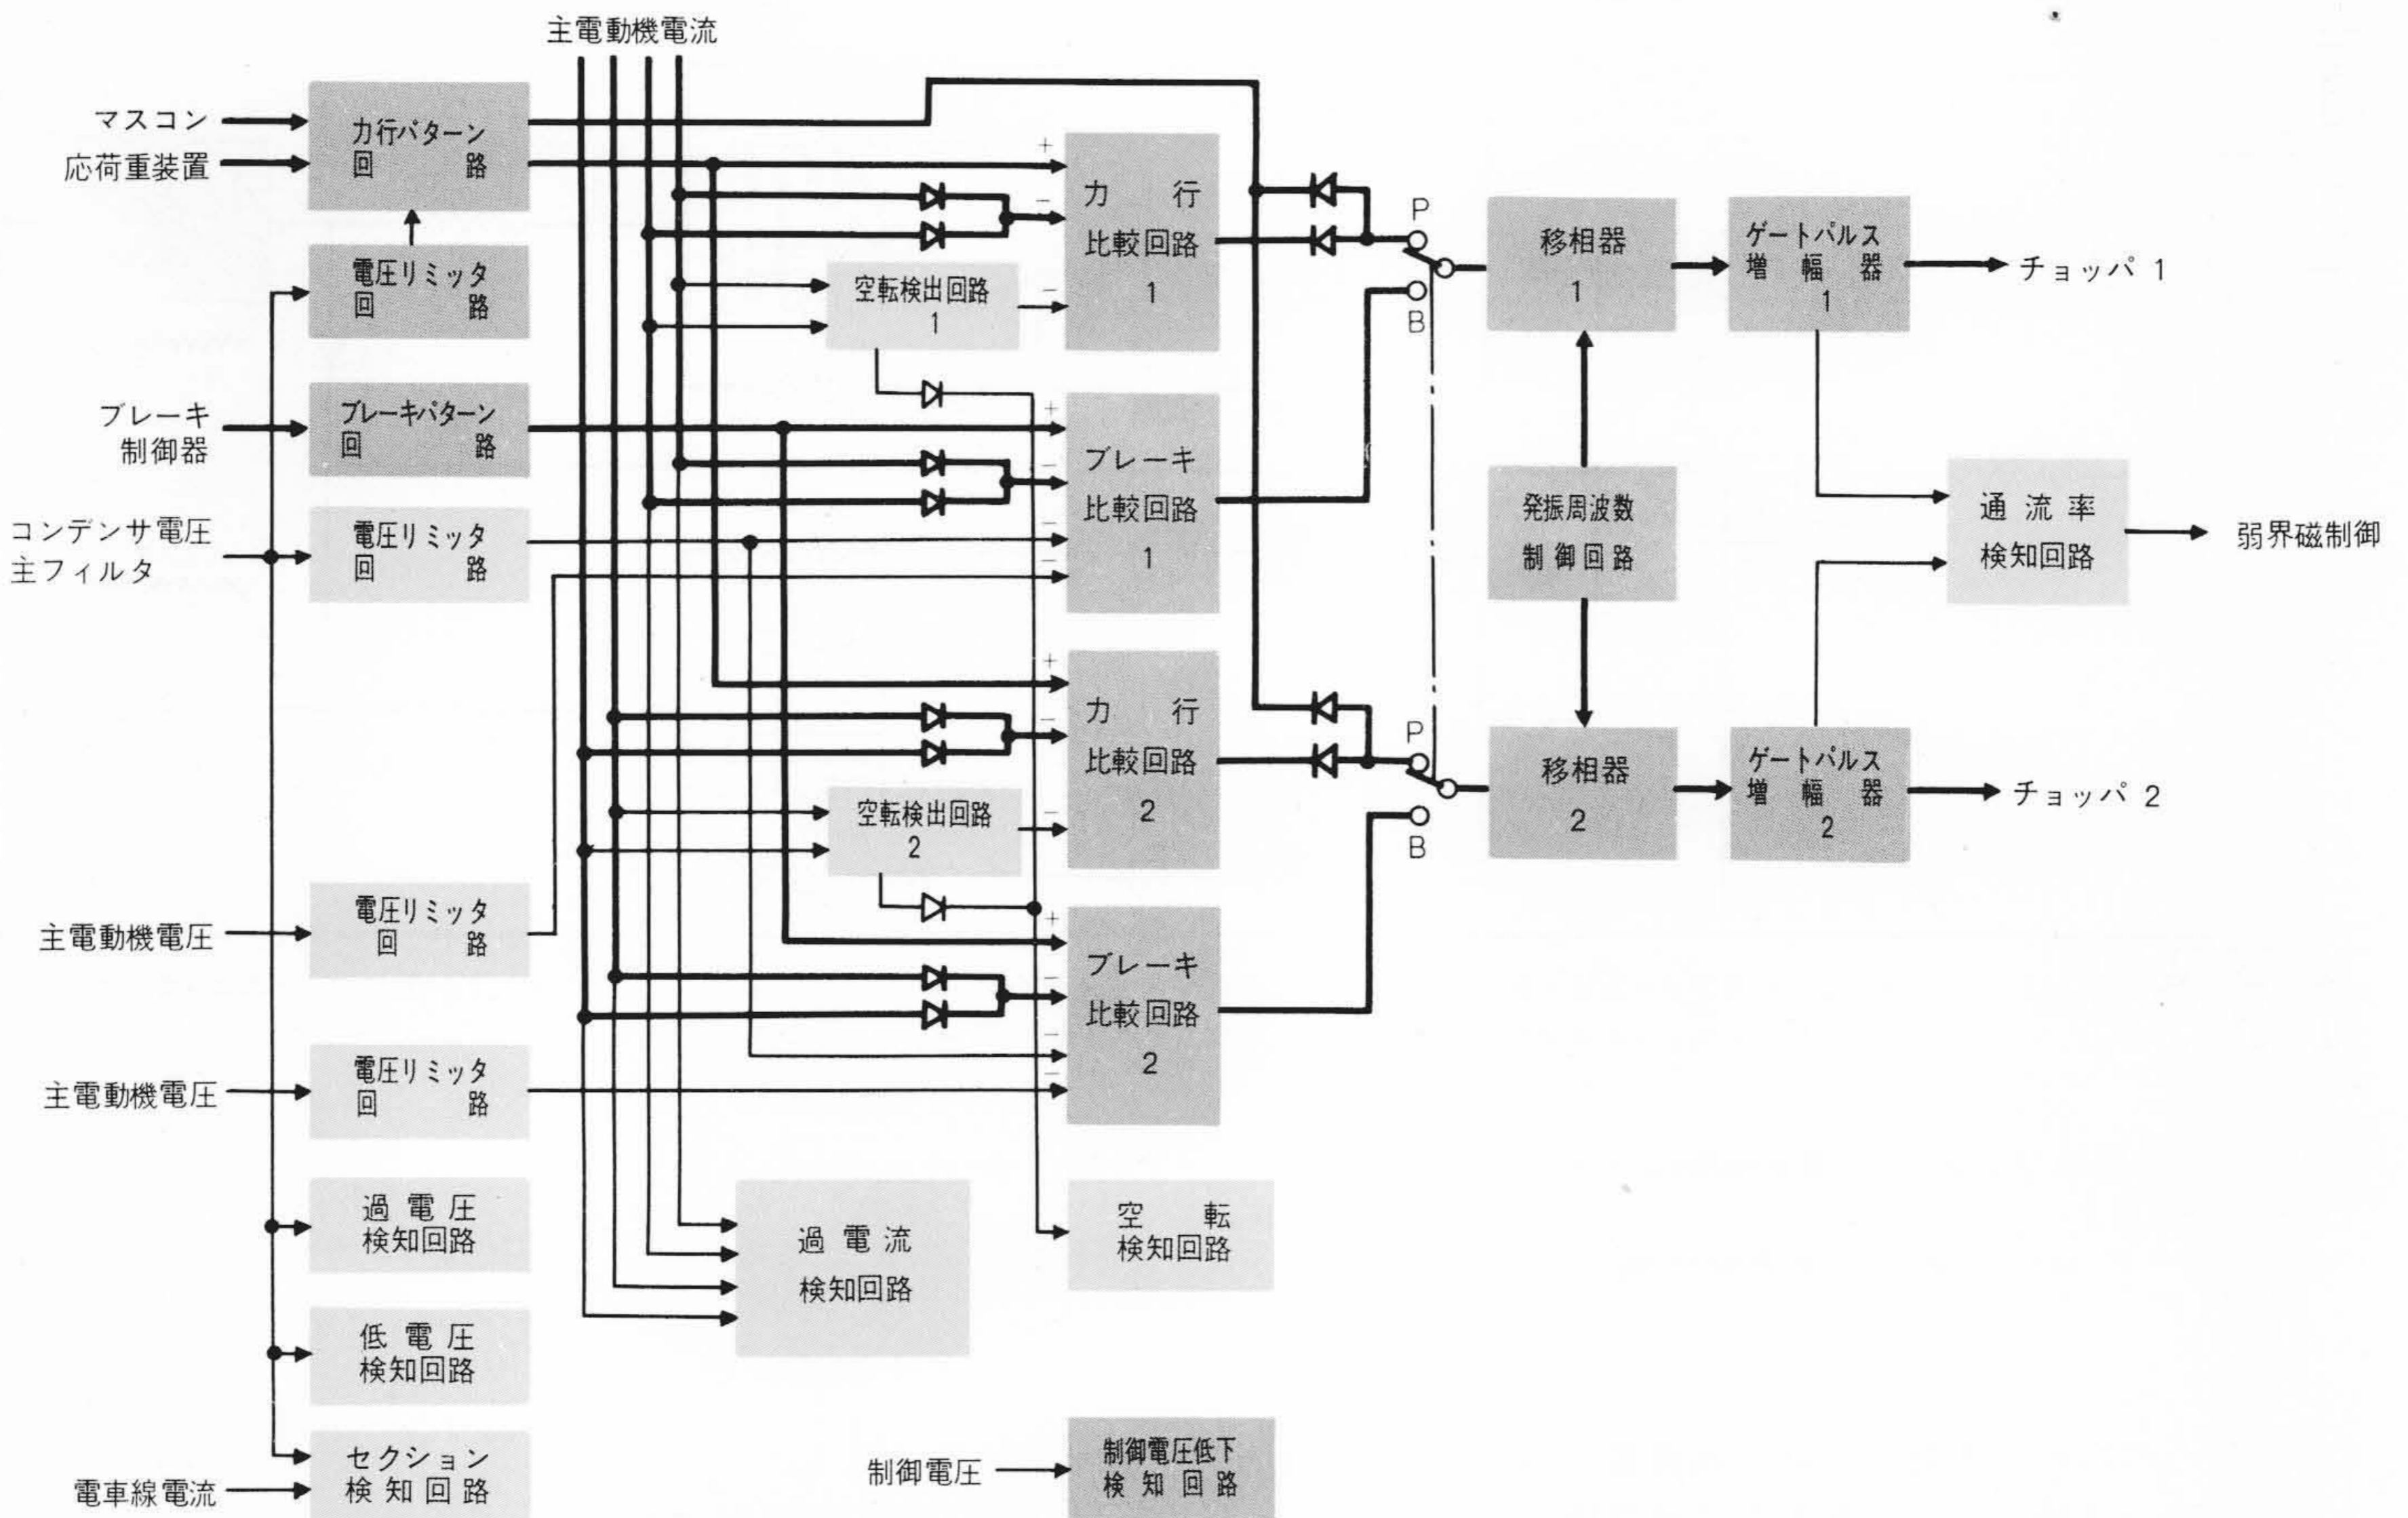 主電動機電流
マスコン
応荷重装置
力行パターン
回 路
電圧リミッタ
回 路
ブレーキ
制御器
ブレーキパターン
回 路
コンデンサ電圧
主フィルタ
電圧リミッタ
回 路
主電動機電圧
電圧リミッタ
回 路
主電動機電圧
電圧リミッタ
回 路
過電圧
検知回路
低電圧
検知回路
電車線電流
セクション
検知回路
空転検出回路
1
空転検出回路
2
過電流
検知回路
+
−
−
力 行
比較回路
1
+
−
−
−
ブレーキ
比較回路
1
+
−
−
力 行
比較回路
2
+
−
−
−
ブレーキ
比較回路
2
空 転
検知回路
制御電圧
制御電圧低下
検知回路
P
B
P
B
移相器
1
発振周波数
制御回路
移相器
2
ゲートパルス
増幅器
1
ゲートパルス
増幅器
2
チョッパ 1
通流率
検知回路
弱界磁制御
チョッパ 2